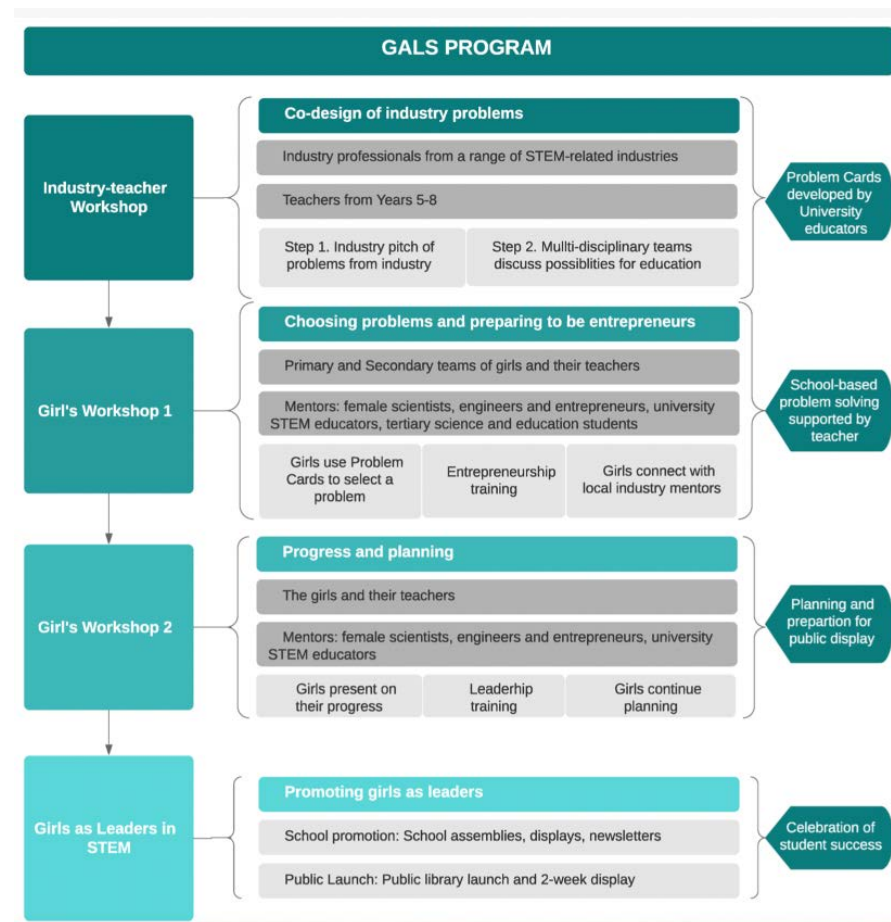 GALS PROGRAM
Industry-teacher
Workshop
Co-design of industry problems
Industry professionals from a range of STEM-related industries
Teachers from Years 5-8
Step 1. Industry pitch of
problems from industry
Step 2. Mullti-disciplinary teams
discuss possiblities for education
Problem Cards
developed by
University
educators
Girl's Workshop 1
Choosing problems and preparing to be entrepreneurs
Primary and Secondary teams of girls and their teachers
Mentors: female scientists, engineers and entrepreneurs, university
STEM educators, tertiary science and education students
Girls use Problem
Cards to select a
problem
Entrepreneurship
training
Girls connect with
local industry mentors
School-based
problem solving
supported by
teacher
Girl's Workshop 2
Progress and planning
The girls and their teachers
Mentors: female scientists, engineers and entrepreneurs, university
STEM educators
Girls present on
their progress
Leaderhip
training
Girls continue
planning
Planning and
prepartion for
public display
Girls as Leaders in
STEM
Promoting girls as leaders
School promotion: School assemblies, displays, newsletters
Public Launch: Public library launch and 2-week display
Celebration of
student success